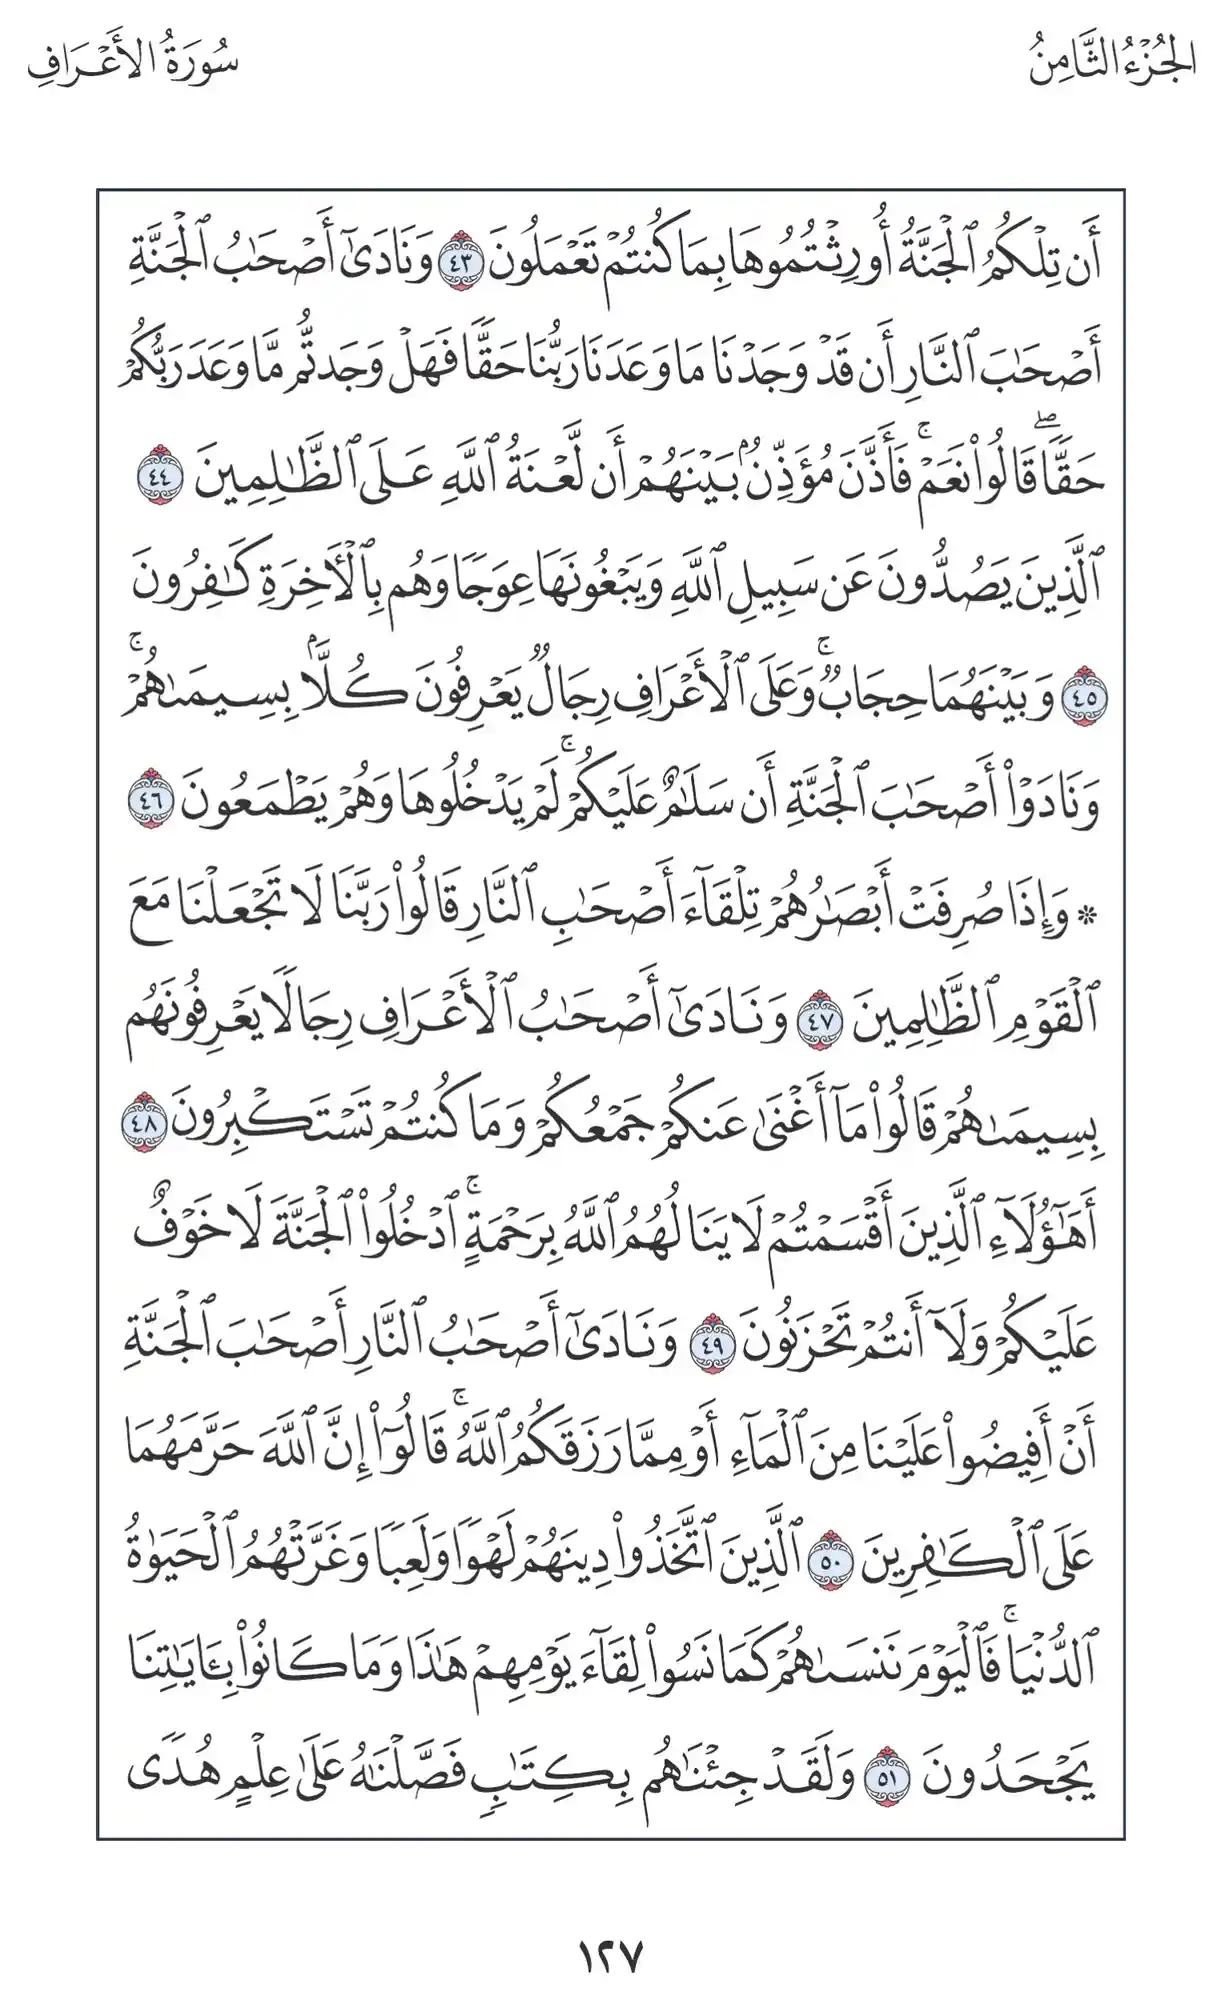 الجُزْءُ الثَّامِنُ
سُورَةُ الأَعْرَافِ
أَن تِلْكُمُ ٱلْجَنَّةُ أُورِثْتُمُوهَا بِمَا كُنتُمْ تَعْمَلُونَ ٤٣ وَنَادَىٰٓ أَصْحَٰبُ ٱلْجَنَّةِ
أَصْحَٰبَ ٱلنَّارِ أَن قَدْ وَجَدْنَا مَا وَعَدَنَا رَبُّنَا حَقًّا فَهَلْ وَجَدتُّم مَّا وَعَدَ رَبُّكُمْ
حَقًّا ۖ قَالُوا۟ نَعَمْ ۚ فَأَذَّنَ مُؤَذِّنٌۢ بَيْنَهُمْ أَن لَّعْنَةُ ٱللَّهِ عَلَى ٱلظَّٰلِمِينَ ٤٤
ٱلَّذِينَ يَصُدُّونَ عَن سَبِيلِ ٱللَّهِ وَيَبْغُونَهَا عِوَجًا وَهُم بِٱلْـَٔاخِرَةِ كَٰفِرُونَ
٤٥ وَبَيْنَهُمَا حِجَابٌ ۚ وَعَلَى ٱلْأَعْرَافِ رِجَالٌ يَعْرِفُونَ كُلًّۢا بِسِيمَىٰهُمْ ۚ
وَنَادَوْا۟ أَصْحَٰبَ ٱلْجَنَّةِ أَن سَلَٰمٌ عَلَيْكُمْ ۚ لَمْ يَدْخُلُوهَا وَهُمْ يَطْمَعُونَ ٤٦
* وَإِذَا صُرِفَتْ أَبْصَٰرُهُمْ تِلْقَآءَ أَصْحَٰبِ ٱلنَّارِ قَالُوا۟ رَبَّنَا لَا تَجْعَلْنَا مَعَ
ٱلْقَوْمِ ٱلظَّٰلِمِينَ ٤٧ وَنَادَىٰٓ أَصْحَٰبُ ٱلْأَعْرَافِ رِجَالًا يَعْرِفُونَهُم
بِسِيمَىٰهُمْ قَالُوا۟ مَآ أَغْنَىٰ عَنكُمْ جَمْعُكُمْ وَمَا كُنتُمْ تَسْتَكْبِرُونَ ٤٨
أَهَٰٓؤُلَآءِ ٱلَّذِينَ أَقْسَمْتُمْ لَا يَنَالُهُمُ ٱللَّهُ بِرَحْمَةٍ ۚ ٱدْخُلُوا۟ ٱلْجَنَّةَ لَا خَوْفٌ
عَلَيْكُمْ وَلَآ أَنتُمْ تَحْزَنُونَ ٤٩ وَنَادَىٰٓ أَصْحَٰبُ ٱلنَّارِ أَصْحَٰبَ ٱلْجَنَّةِ
أَنْ أَفِيضُوا۟ عَلَيْنَا مِنَ ٱلْمَآءِ أَوْ مِمَّا رَزَقَكُمُ ٱللَّهُ ۚ قَالُوٓا۟ إِنَّ ٱللَّهَ حَرَّمَهُمَا
عَلَى ٱلْكَٰفِرِينَ ٥٠ ٱلَّذِينَ ٱتَّخَذُوا۟ دِينَهُمْ لَهْوًا وَلَعِبًا وَغَرَّتْهُمُ ٱلْحَيَوٰةُ
ٱلدُّنْيَا ۚ فَٱلْيَوْمَ نَنسَىٰهُمْ كَمَا نَسُوا۟ لِقَآءَ يَوْمِهِمْ هَٰذَا وَمَا كَانُوا۟ بِـَٔايَٰتِنَا
يَجْحَدُونَ ٥١ وَلَقَدْ جِئْنَٰهُم بِكِتَٰبٍ فَصَّلْنَٰهُ عَلَىٰ عِلْمٍ هُدًى
١٢٧